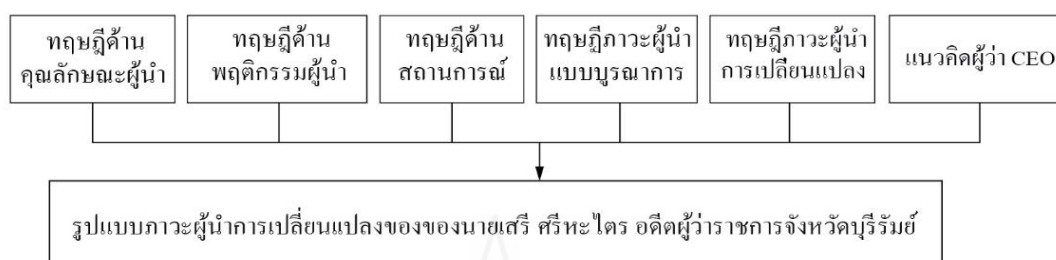 ทฤษฎีด้าน
คุณลักษณะผู้นำ
ทฤษฎีด้าน
พฤติกรรมผู้นำ
ทฤษฎีด้าน
สถานการณ์
ทฤษฎีภาวะผู้นำ
แบบบูรณาการ
ทฤษฎีภาวะผู้นำ
การเปลี่ยนแปลง
แนวคิดผู้ว่า CEO
รูปแบบภาวะผู้นำการเปลี่ยนแปลงของของนายเสรี ศรีหะไตร อดีตผู้ว่าราชการจังหวัดบุรีรัมย์